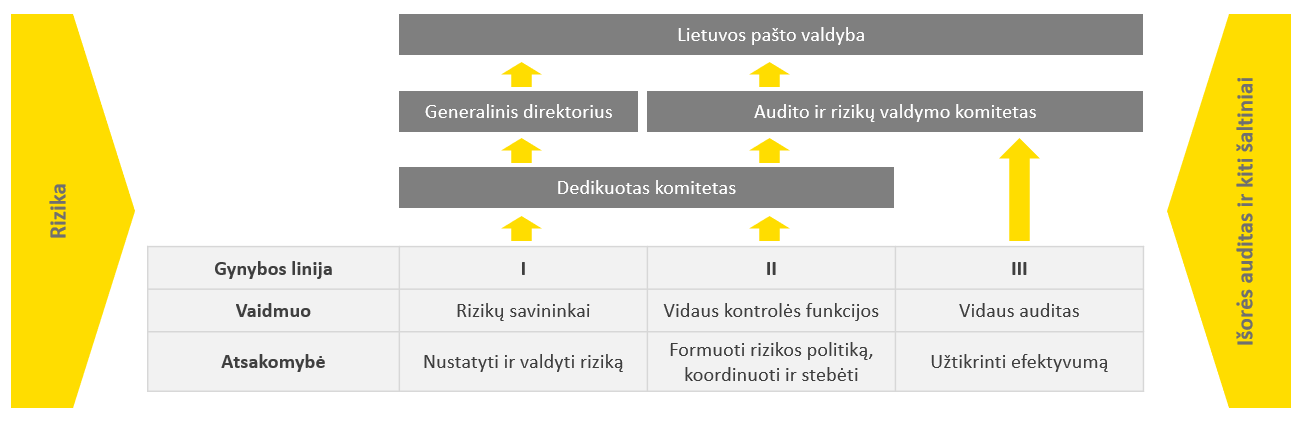 Lietuvos pašto valdyba
Generalinis direktorius
Audito ir rizikų valdymo komitetas
Dedikuotas komitetas
Rizika
Išorės auditas ir kiti šaltiniai
Gynybos linija
I
II
III
Vaidmuo
Rizikų savininkai
Vidaus kontrolės funkcijos
Vidaus auditas
Atsakomybė
Nustatyti ir valdyti riziką
Formuoti rizikos politiką,
koordinuoti ir stebėti
Užtikrinti efektyvumą